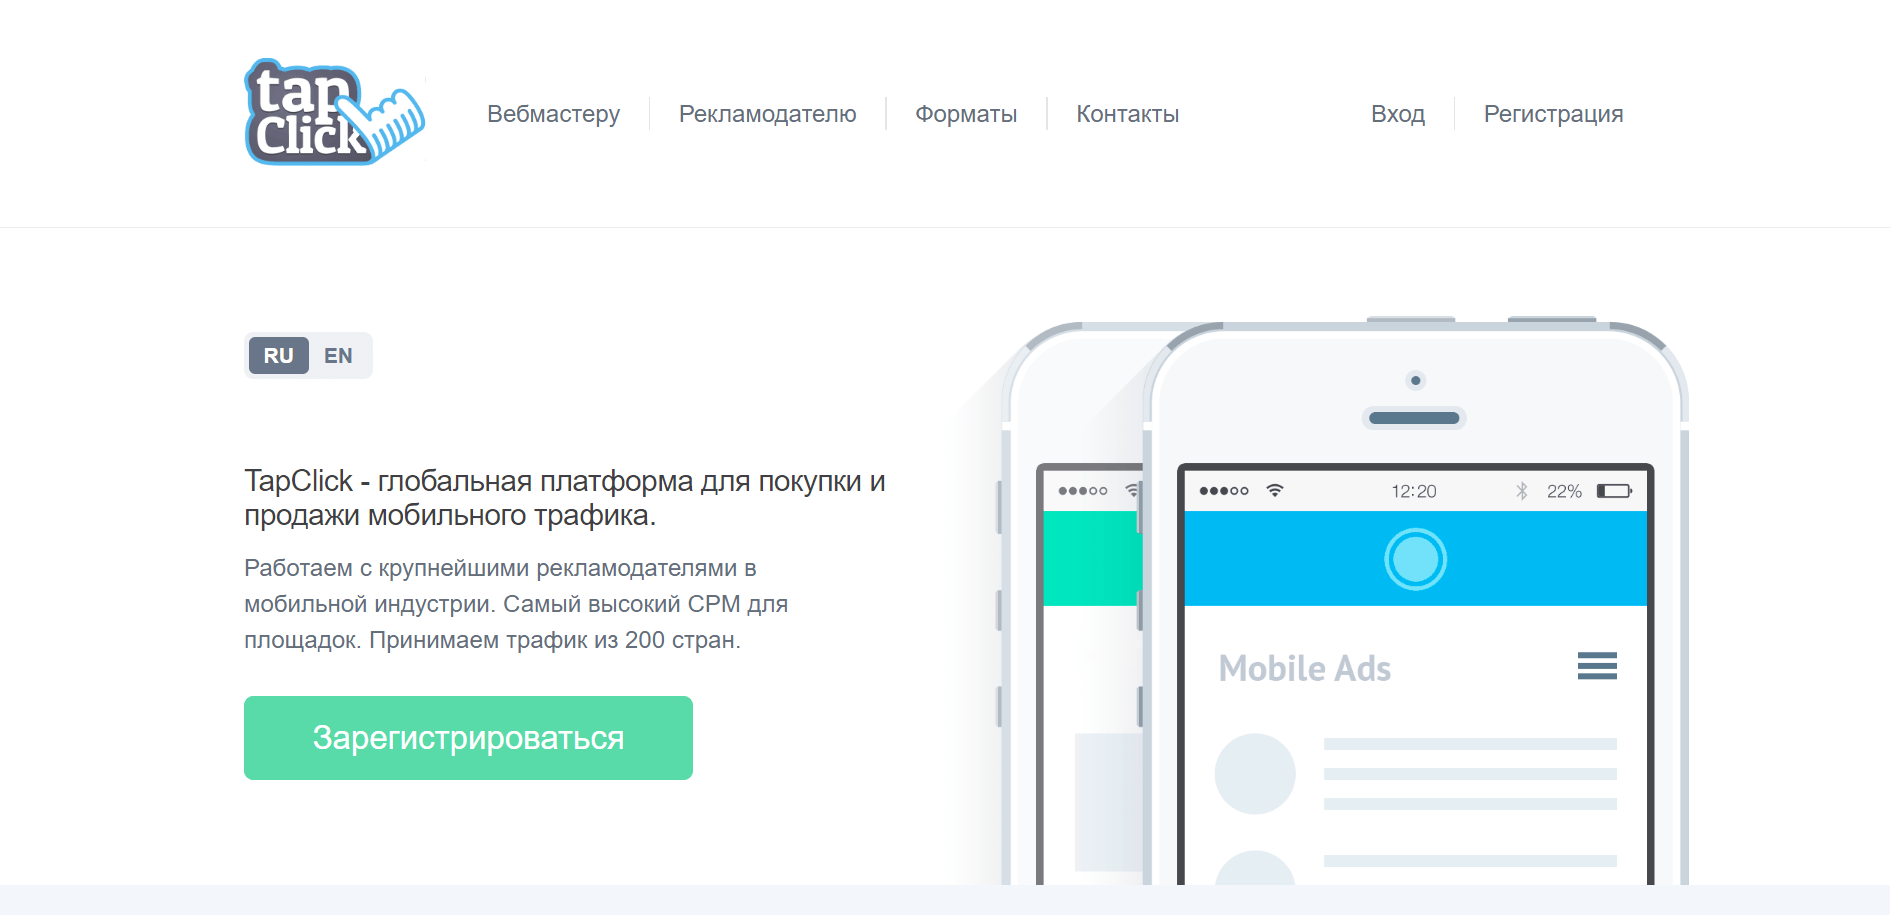 tap
Click
Вебмастеру
Рекламодателю
Форматы
Контакты
Вход
Регистрация
RU EN
TapClick - глобальная платформа для покупки и
продажи мобильного трафика.
Работаем с крупнейшими рекламодателями в
мобильной индустрии. Самый высокий CPM для
площадок. Принимаем трафик из 200 стран.
Зарегистрироваться
12:20 22%
Mobile Ads